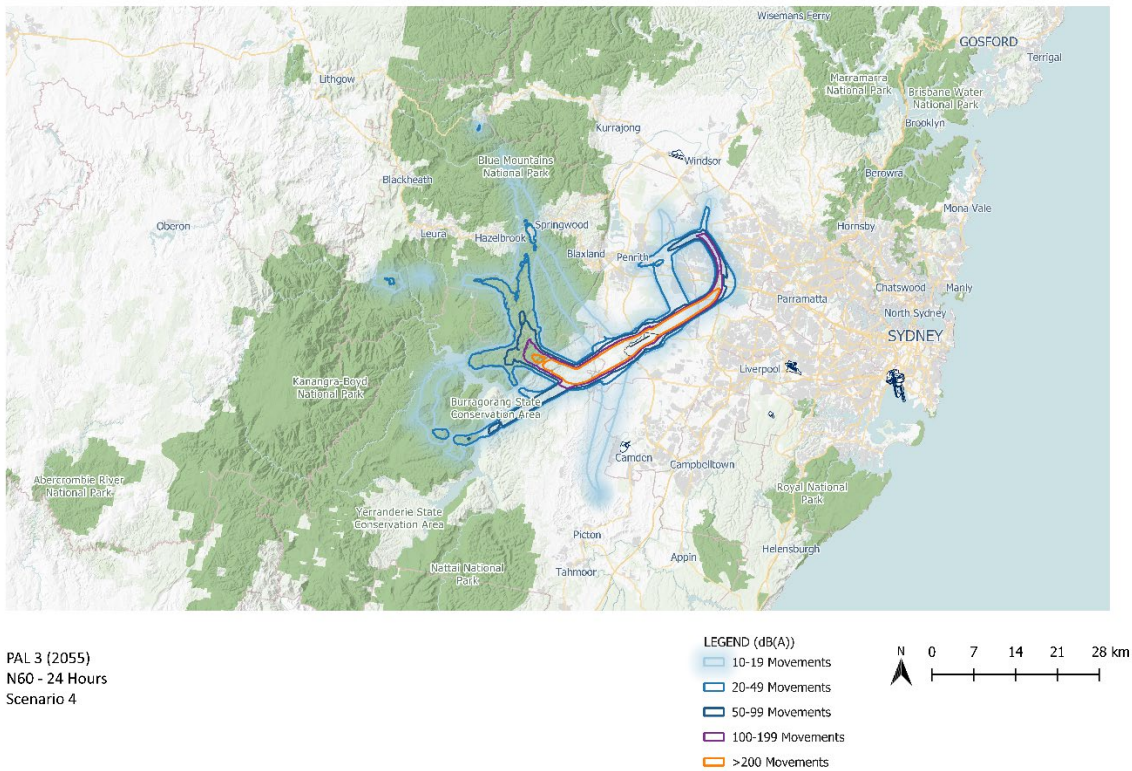 Wisemans Ferry
GOSFORD
Terrigal
Lithgow
Marramarra
National Park
Brisbane Water
National Park
Kurrajong
Brooklyn
Windsor
Blue Mountains
National Park
Berowra
Blackheath
Mona Vale
Oberon
Springwood
Hornsby
Leura
Hazelbrook
Blaxland
Penrith
Chatswood
Manly
Parramatta
North Sydney
SYDNEY
Liverpool
Kanangra-Boyd
National Park
Burragorang State
Conservation Area
Camden
Campbelltown
Abercrombie River
National Park
Royal National
Park
Yerranderie State
Conservation Area
Picton
Helensburgh
Appin
Nattai National
Park
Tahmoor
PAL 3 (2055)
N60 - 24 Hours
Scenario 4
LEGEND (dB(A))
10-19 Movements
20-49 Movements
50-99 Movements
100-199 Movements
>200 Movements
N
0 7 14 21 28 km